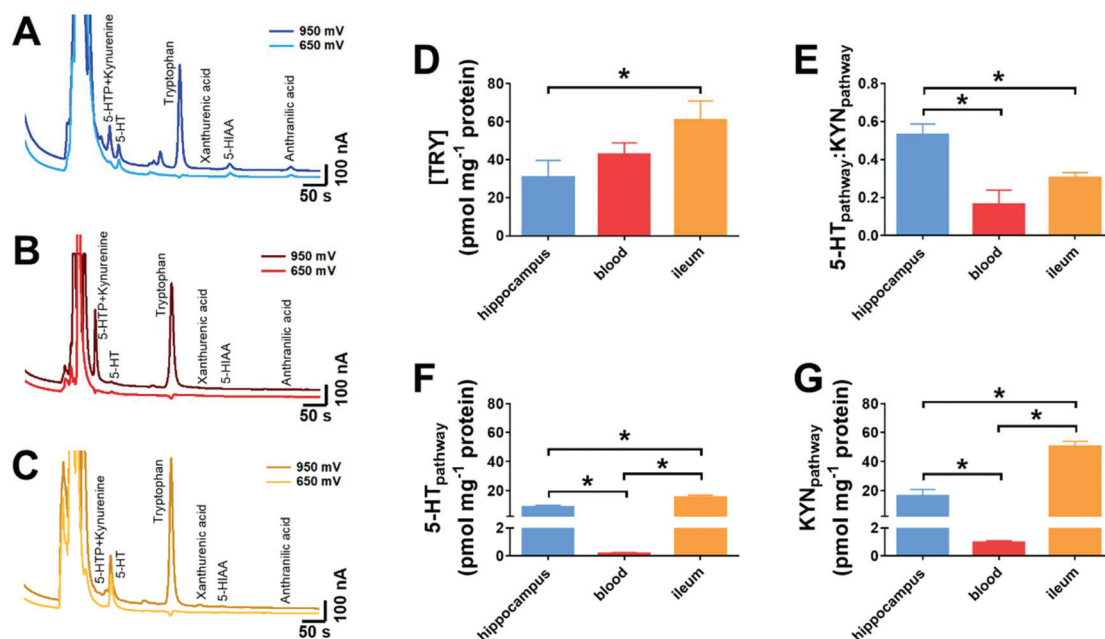 A
950 mV
650 mV
5-HTP+Kynurenine
5-HT
Tryptophan
Xanthurenic acid
5-HIAA
Anthranilic acid
50 s
100 nA
B
950 mV
650 mV
5-HTP+Kynurenine
5-HT
Tryptophan
Xanthurenic acid
5-HIAA
Anthranilic acid
50 s
100 nA
C
950 mV
650 mV
5-HTP+Kynurenine
5-HT
Tryptophan
Xanthurenic acid
5-HIAA
Anthranilic acid
50 s
100 nA
D
[TRY]
(pmol mg⁻¹ protein)
80
60
40
20
0
*
hippocampus
blood
ileum
E
5-HTpathway:KYNpathway
0.8
0.6
0.4
0.2
0.0
*
*
hippocampus
blood
ileum
F
5-HTpathway
(pmol mg⁻¹ protein)
80
60
40
20
2
0
*
*
*
hippocampus
blood
ileum
G
KYNpathway
(pmol mg⁻¹ protein)
80
60
40
20
2
0
*
*
*
hippocampus
blood
ileum